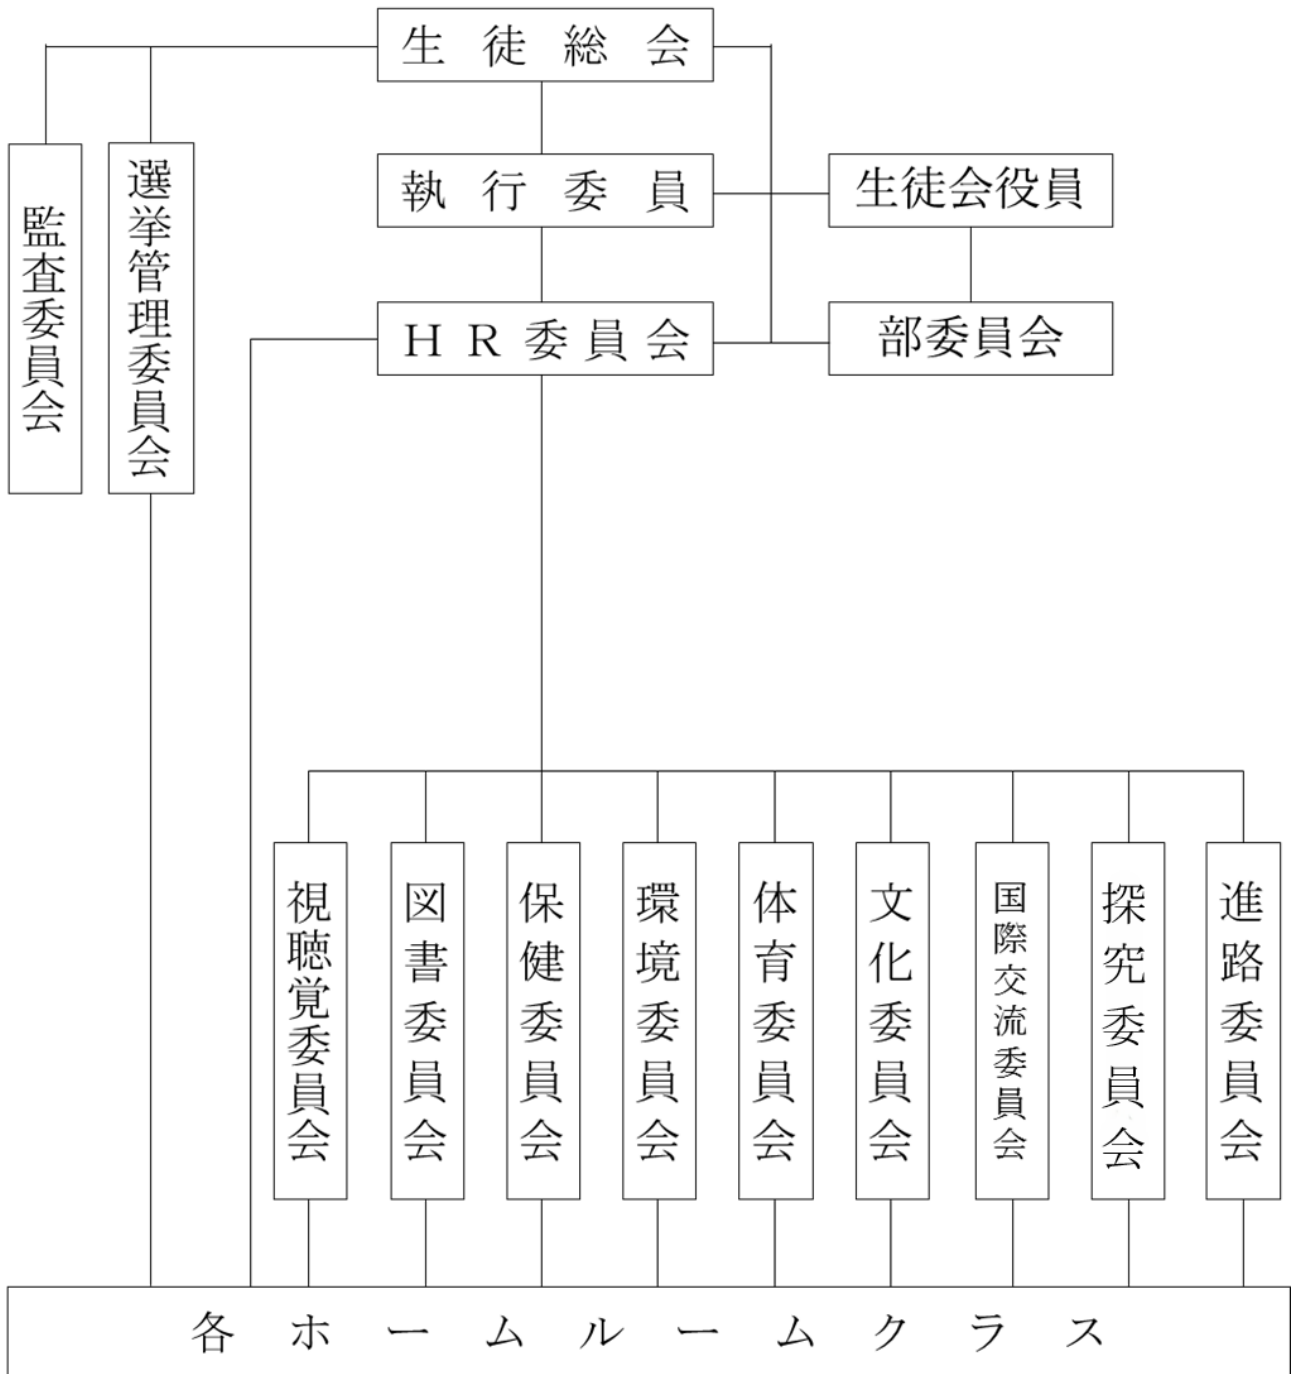 生徒総会
執行委員
生徒会役員
HR委員会
部委員会
監査委員会
選挙管理委員会
視聴覚委員会
図書委員会
保健委員会
環境委員会
体育委員会
文化委員会
国際交流委員会
探究委員会
進路委員会
各ホームルームクラス